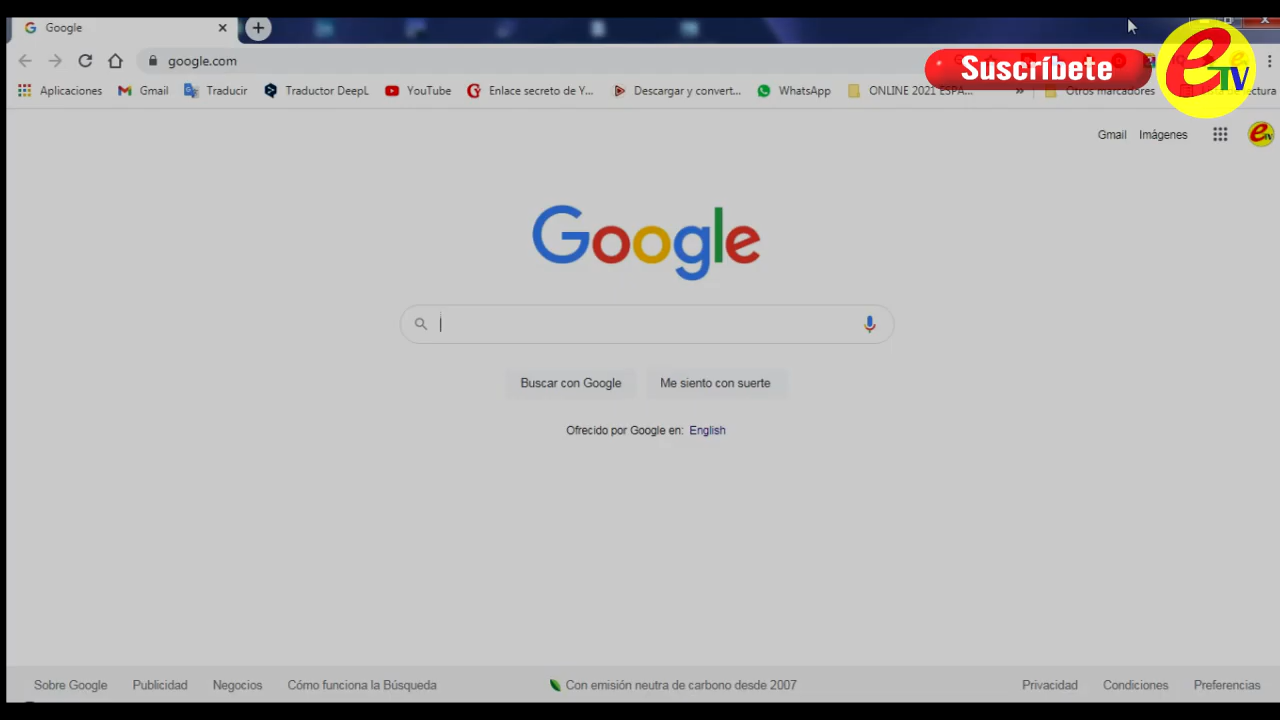 Google
google.com
Suscríbete
e TV
Aplicaciones Gmail Traducir Traductor DeepL YouTube Enlace secreto de Y... Descargar y convert... WhatsApp ONLINE 2021 ESPA... » Otros marcadores
Gmail Imágenes
Google
Buscar con Google Me siento con suerte
Ofrecido por Google en: English
Sobre Google Publicidad Negocios Cómo funciona la Búsqueda Con emisión neutra de carbono desde 2007 Privacidad Condiciones Preferencias